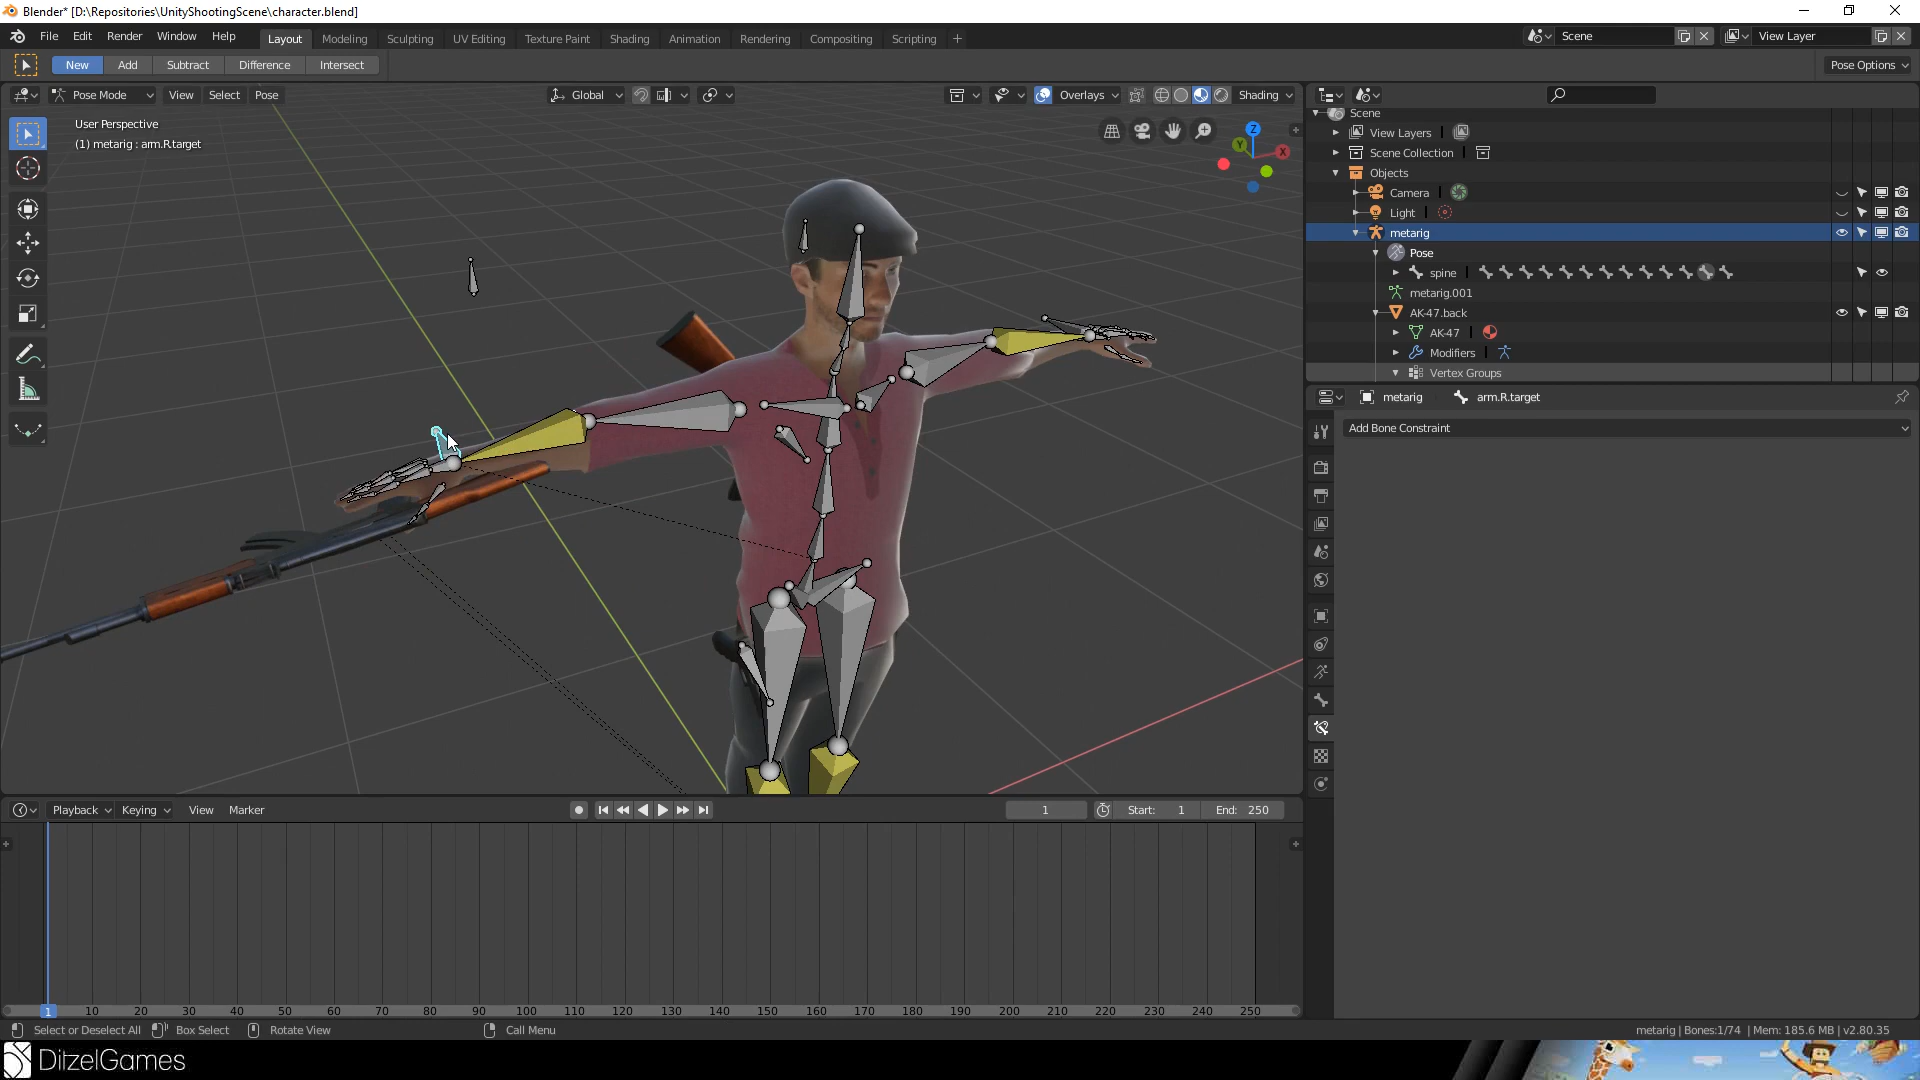 Blender* [D:\Repositories\UnityShootingScene\character.blend]
File Edit Render Window Help Layout Modeling Sculpting UV Editing Texture Paint Shading Animation Rendering Compositing Scripting + Scene View Layer
New Add Subtract Difference Intersect Pose Options
Pose Mode View Select Pose Global Overlays Shading
User Perspective
(1) metarig : arm.R.target
Z
Y
X
Scene
View Layers
Scene Collection
Objects
Camera
Light
metarig
Pose
spine
metarig.001
AK-47.back
AK-47
Modifiers
Vertex Groups
metarig arm.R.target
Add Bone Constraint
Playback Keying View Marker 1 Start: 1 End: 250
1 10 20 30 40 50 60 70 80 90 100 110 120 130 140 150 160 170 180 190 200 210 220 230 240 250
Select or Deselect All Box Select Rotate View Call Menu metarig | Bones:1/74 | Mem: 185.6 MB | v2.80.35
DitzelGames